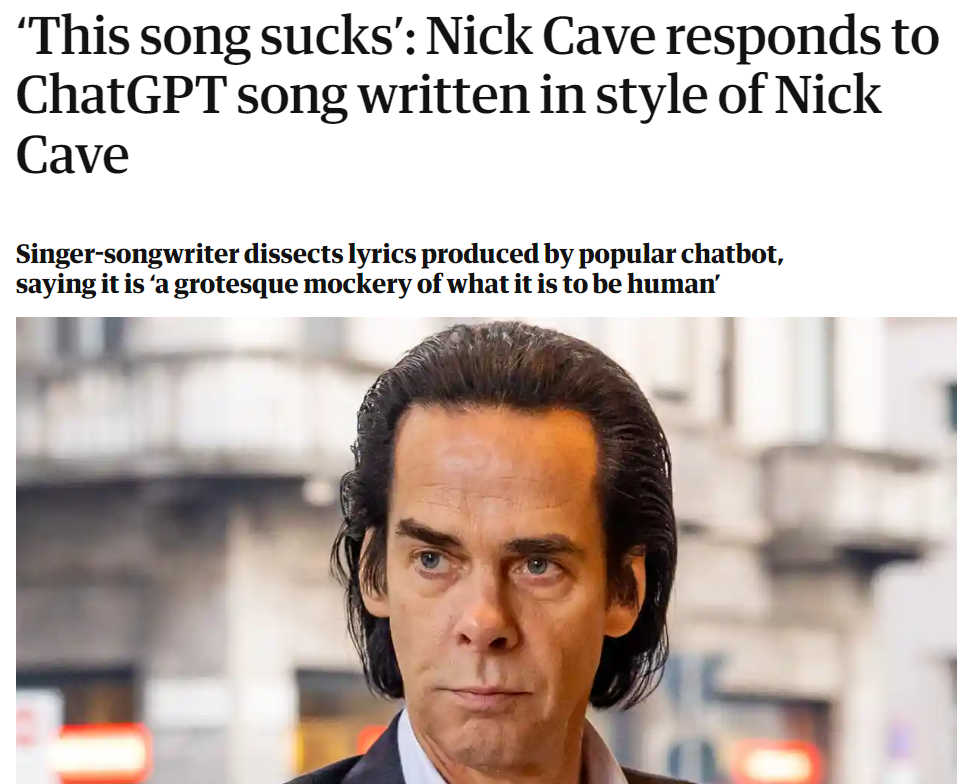 ‘This song sucks’: Nick Cave responds to
ChatGPT song written in style of Nick
Cave
Singer-songwriter dissects lyrics produced by popular chatbot,
saying it is ‘a grotesque mockery of what it is to be human’